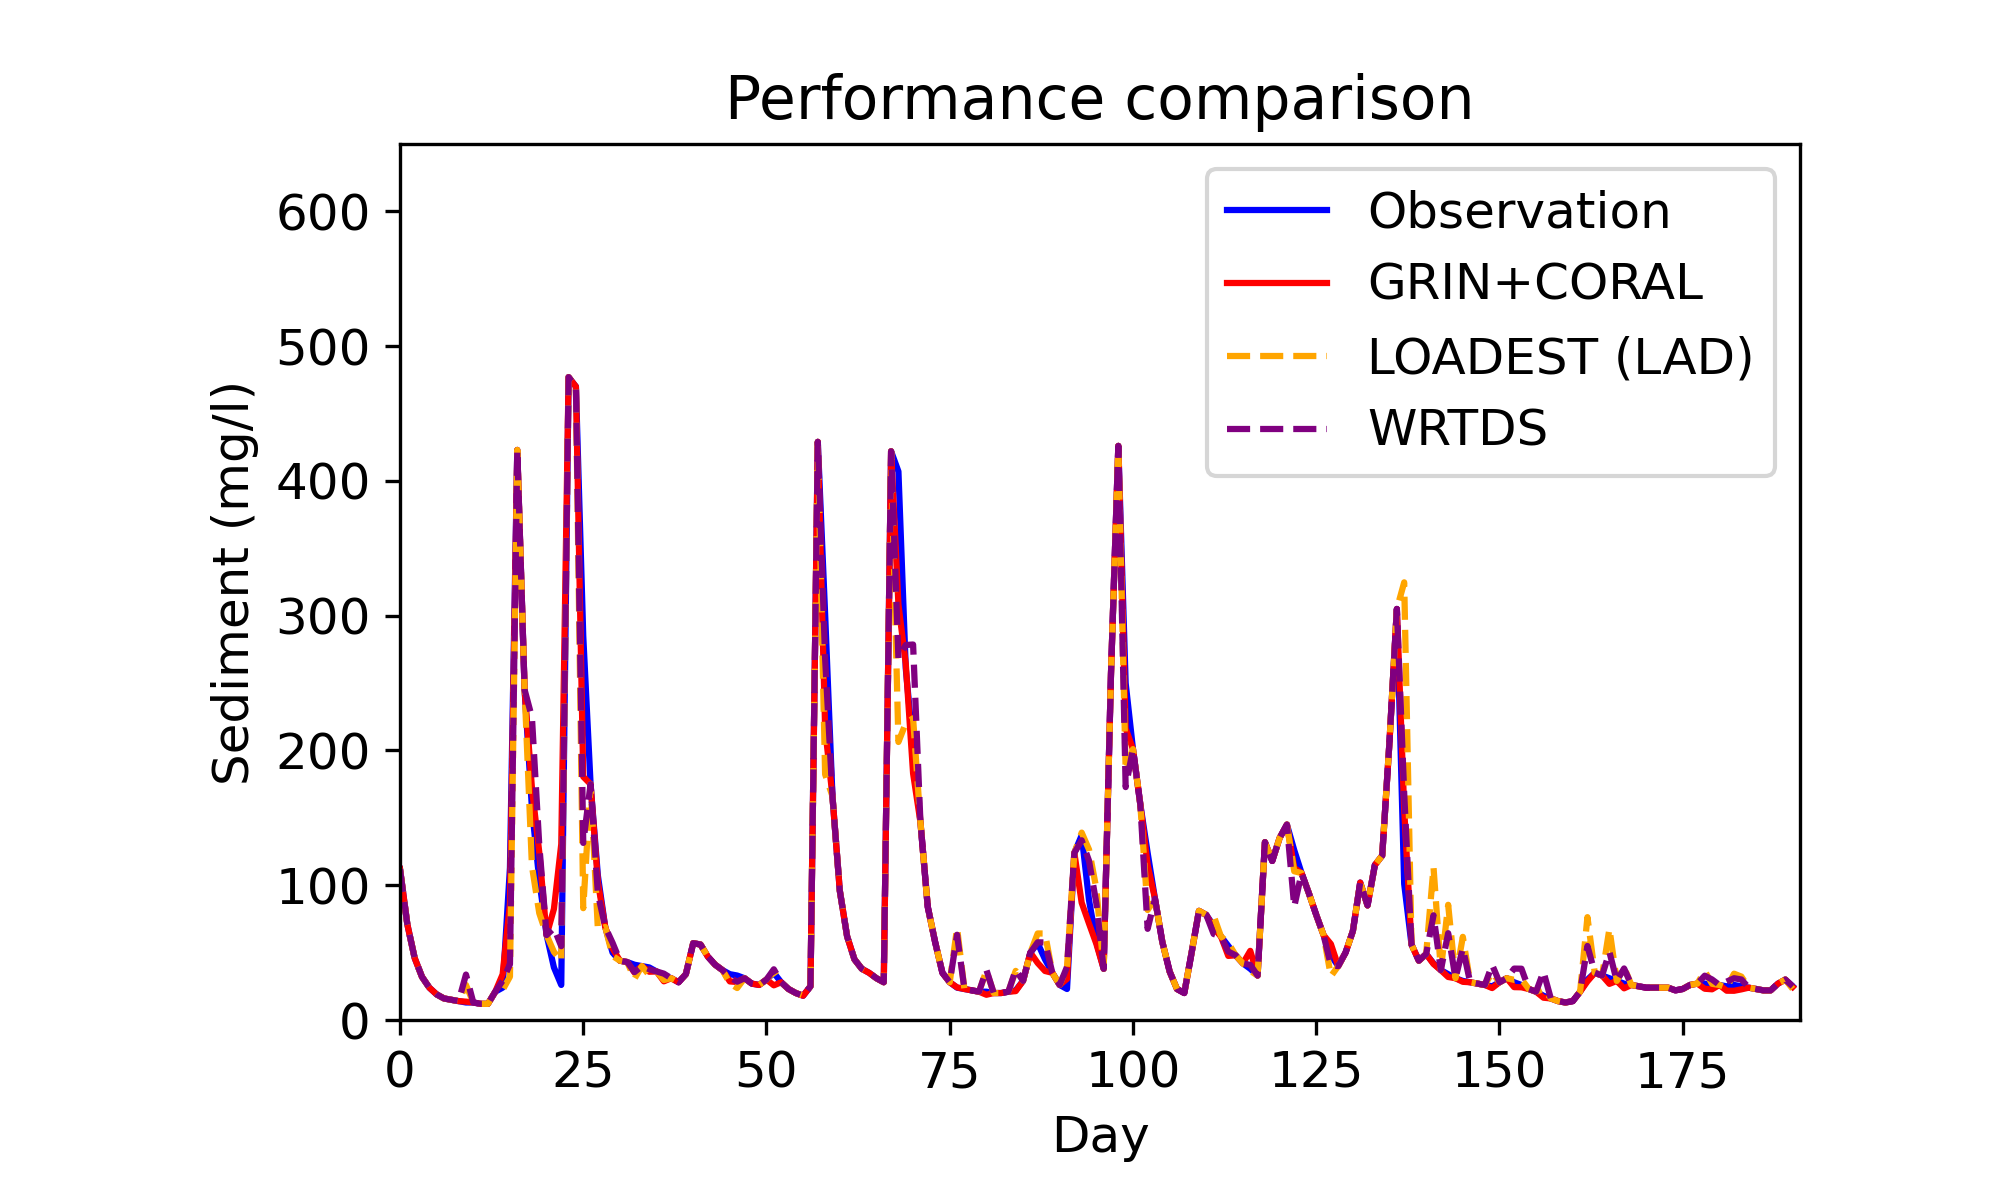 Performance comparison
Observation
GRIN+CORAL
LOADEST (LAD)
WRTDS
Sediment (mg/l)
600
500
400
300
200
100
0
0 25 50 75 100 125 150 175
Day